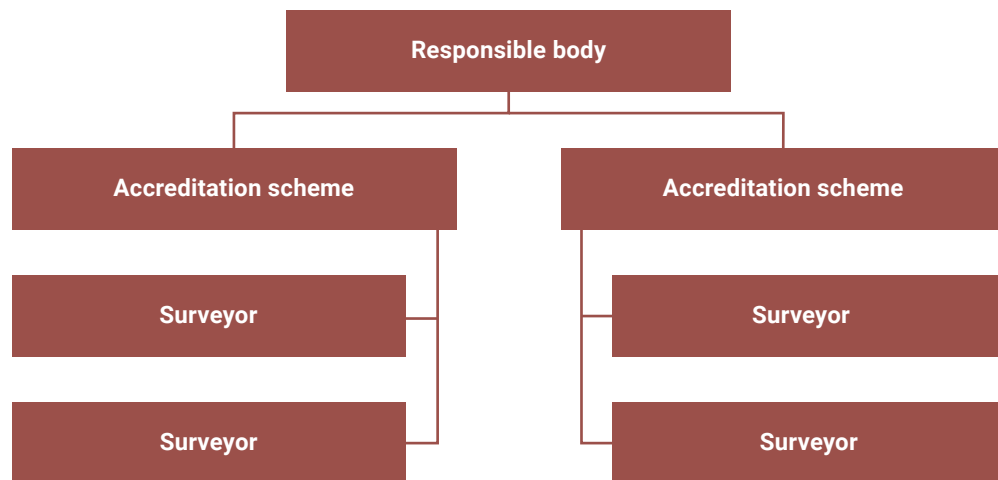 Responsible body
Accreditation scheme
Accreditation scheme
Surveyor
Surveyor
Surveyor
Surveyor